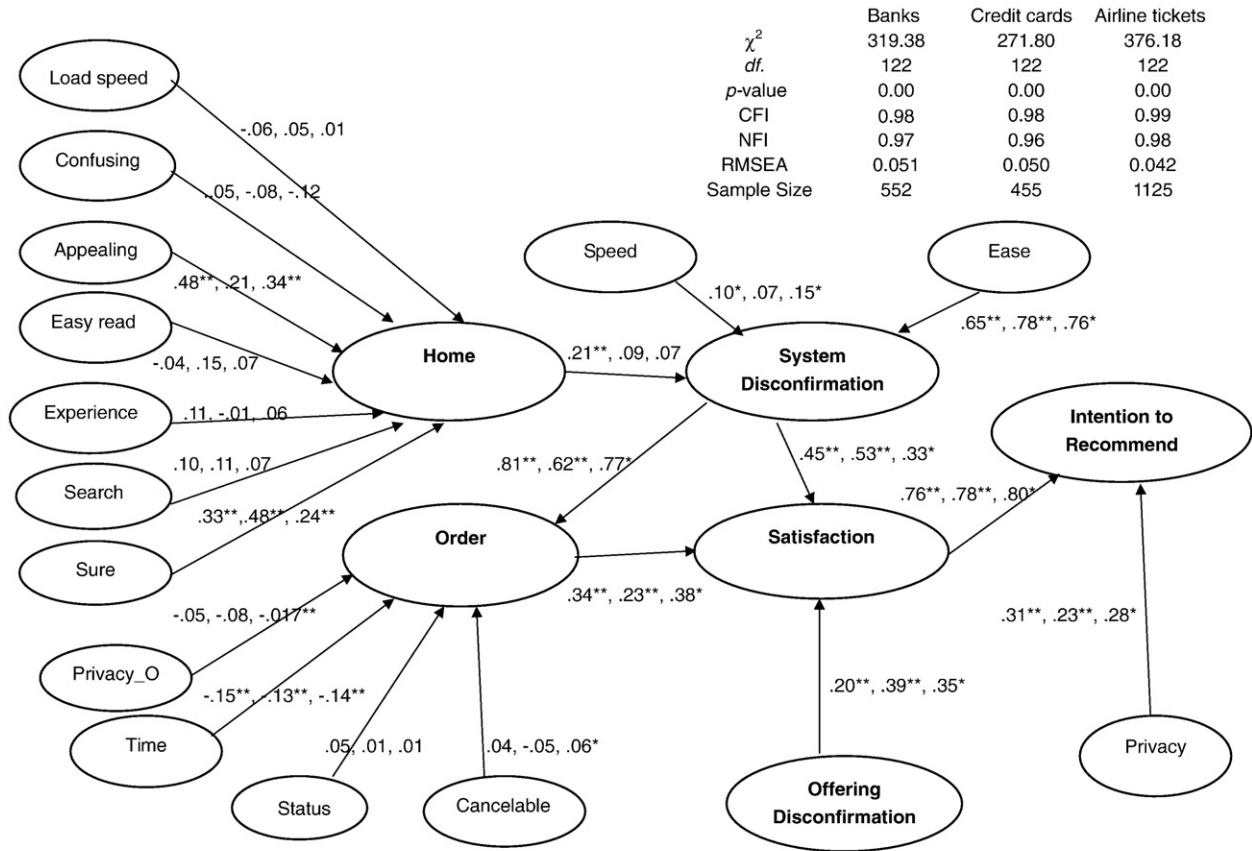 Banks Credit cards Airline tickets
χ2 319.38 271.80 376.18
df. 122 122 122
p-value 0.00 0.00 0.00
CFI 0.98 0.98 0.99
NFI 0.97 0.96 0.98
RMSEA 0.051 0.050 0.042
Sample Size 552 455 1125
Load speed
-.06, .05, .01
Confusing
.05, -.08, -.12
Appealing
.48**, .21, .34**
Easy read
-.04, .15, .07
Experience
.11, -.01, .06
Search
.10, .11, .07
Sure
.33**,.48**, .24**
Home
.21**, .09, .07
Speed
.10*, .07, .15*
Ease
.65**, .78**, .76*
System
Disconfirmation
.81**, .62**, .77*
.45**, .53**, .33*
Intention to
Recommend
.76**, .78**, .80*
Order
.34**, .23**, .38*
Satisfaction
Privacy_O
-.05, -.08, -.017**
Time
-.15**, -.13**, -.14**
Status
.05, .01, .01
Cancelable
.04, -.05, .06*
.20**, .39**, .35*
Offering
Disconfirmation
.31**, .23**, .28*
Privacy